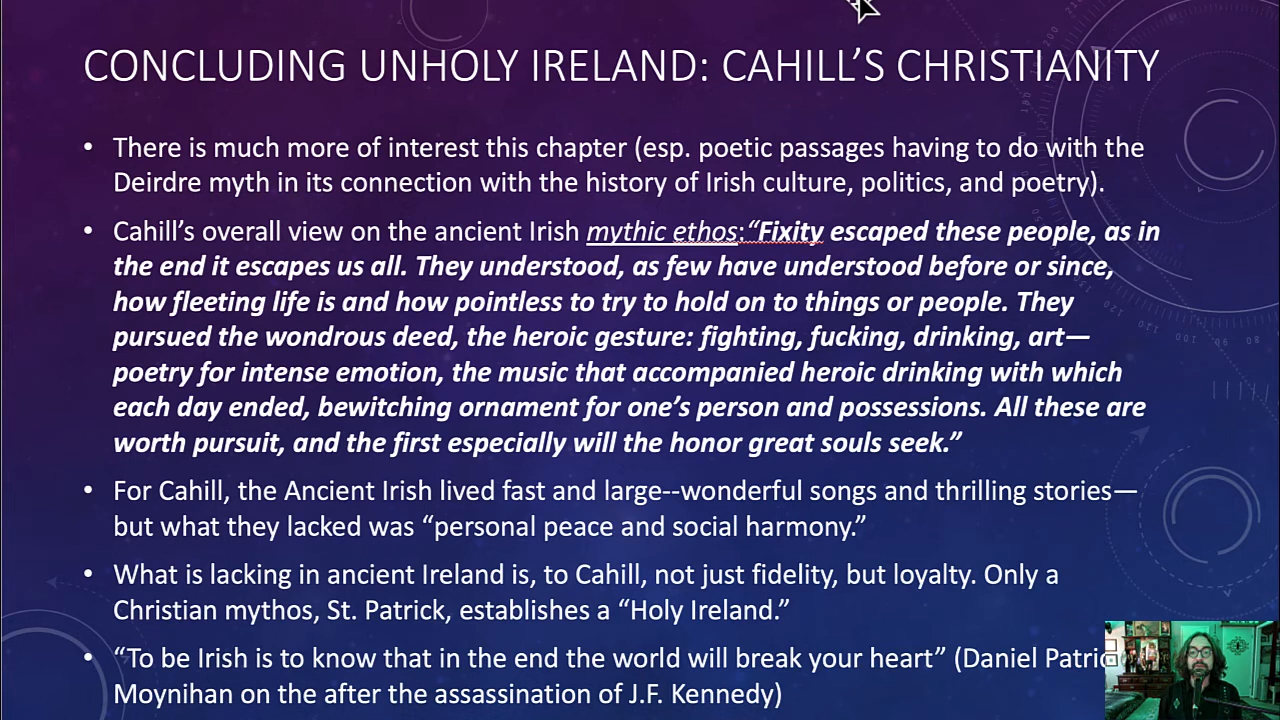 CONCLUDING UNHOLY IRELAND: CAHILL’S CHRISTIANITY
• There is much more of interest this chapter (esp. poetic passages having to do with the
Deirdre myth in its connection with the history of Irish culture, politics, and poetry).
• Cahill’s overall view on the ancient Irish mythic ethos:“Fixity escaped these people, as in
the end it escapes us all. They understood, as few have understood before or since,
how fleeting life is and how pointless to try to hold on to things or people. They
pursued the wondrous deed, the heroic gesture: fighting, fucking, drinking, art—
poetry for intense emotion, the music that accompanied heroic drinking with which
each day ended, bewitching ornament for one’s person and possessions. All these are
worth pursuit, and the first especially will the honor great souls seek.”
• For Cahill, the Ancient Irish lived fast and large--wonderful songs and thrilling stories—
but what they lacked was “personal peace and social harmony.”
• What is lacking in ancient Ireland is, to Cahill, not just fidelity, but loyalty. Only a
Christian mythos, St. Patrick, establishes a “Holy Ireland.”
• “To be Irish is to know that in the end the world will break your heart” (Daniel Patric
Moynihan on the after the assassination of J.F. Kennedy)